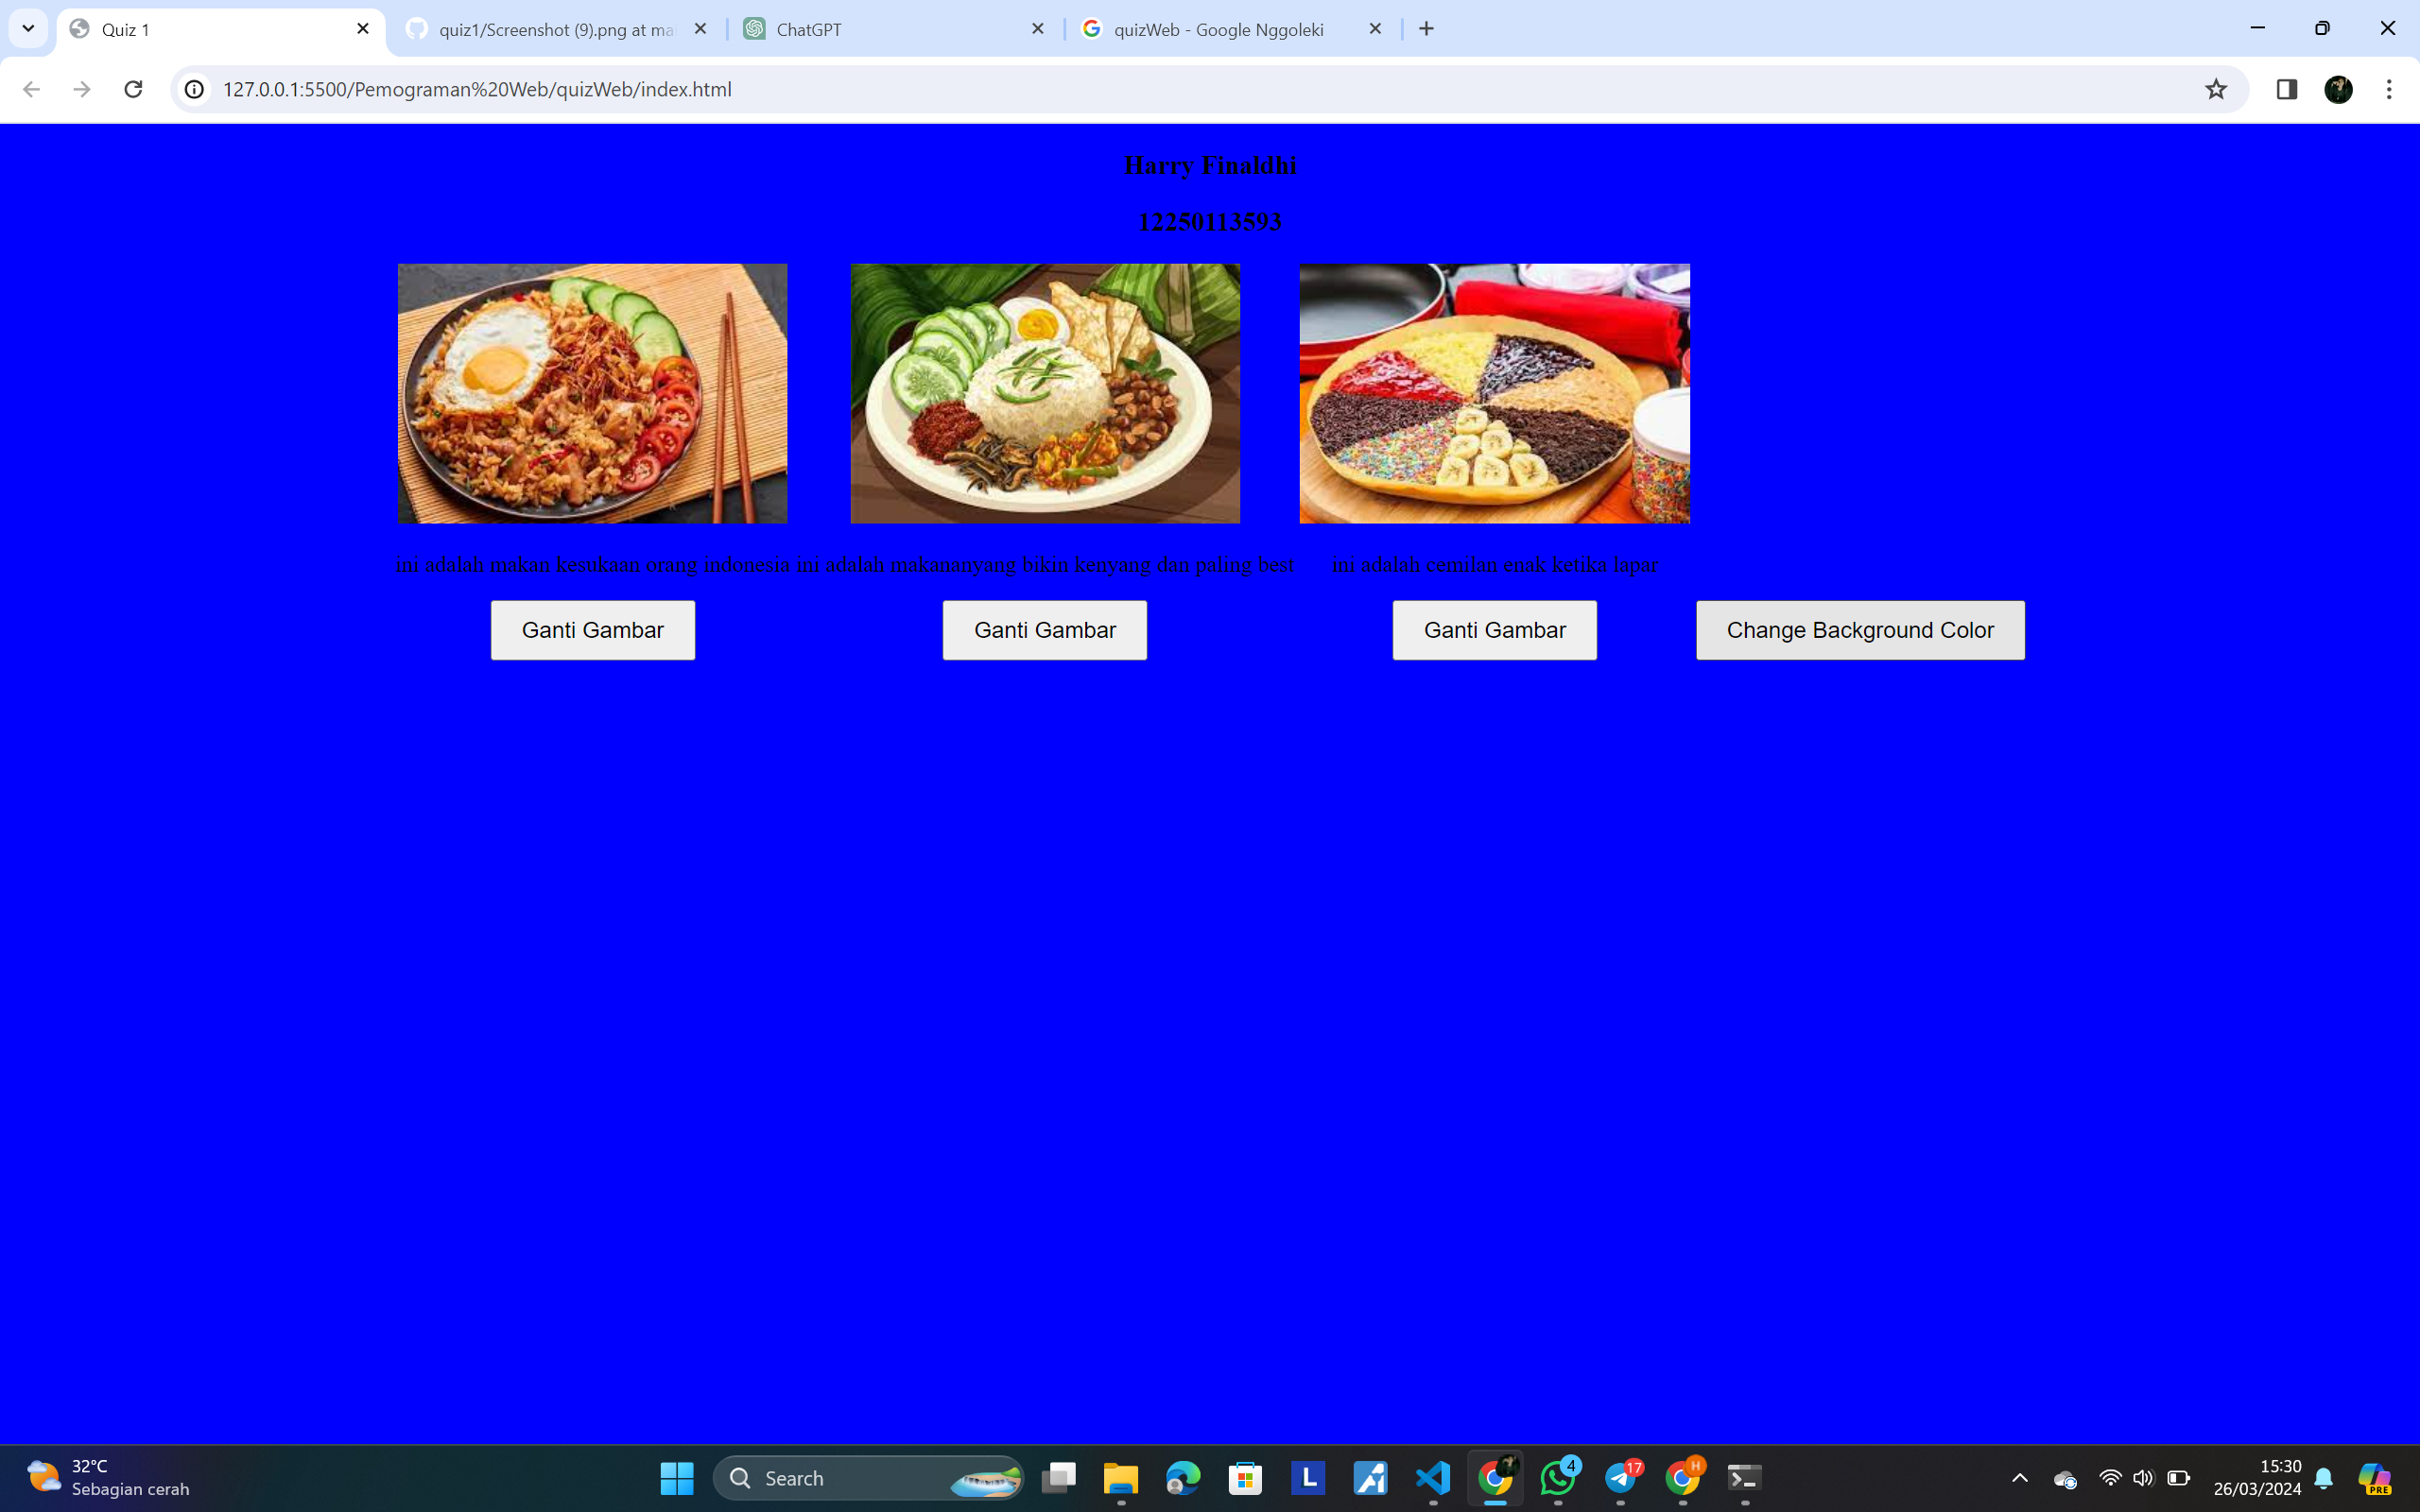 Quiz 1
quiz1/Screenshot (9).png at ma
ChatGPT
quizWeb - Google Nggoleki
127.0.0.1:5500/Pemograman%20Web/quizWeb/index.html
Harry Finaldhi
12250113593
ini adalah makan kesukaan orang indonesia
ini adalah makananyang bikin kenyang dan paling best
ini adalah cemilan enak ketika lapar
Ganti Gambar
Ganti Gambar
Ganti Gambar
Change Background Color
32°C
Sebagian cerah
Search
L
4
17
H
15:30
26/03/2024
PRE